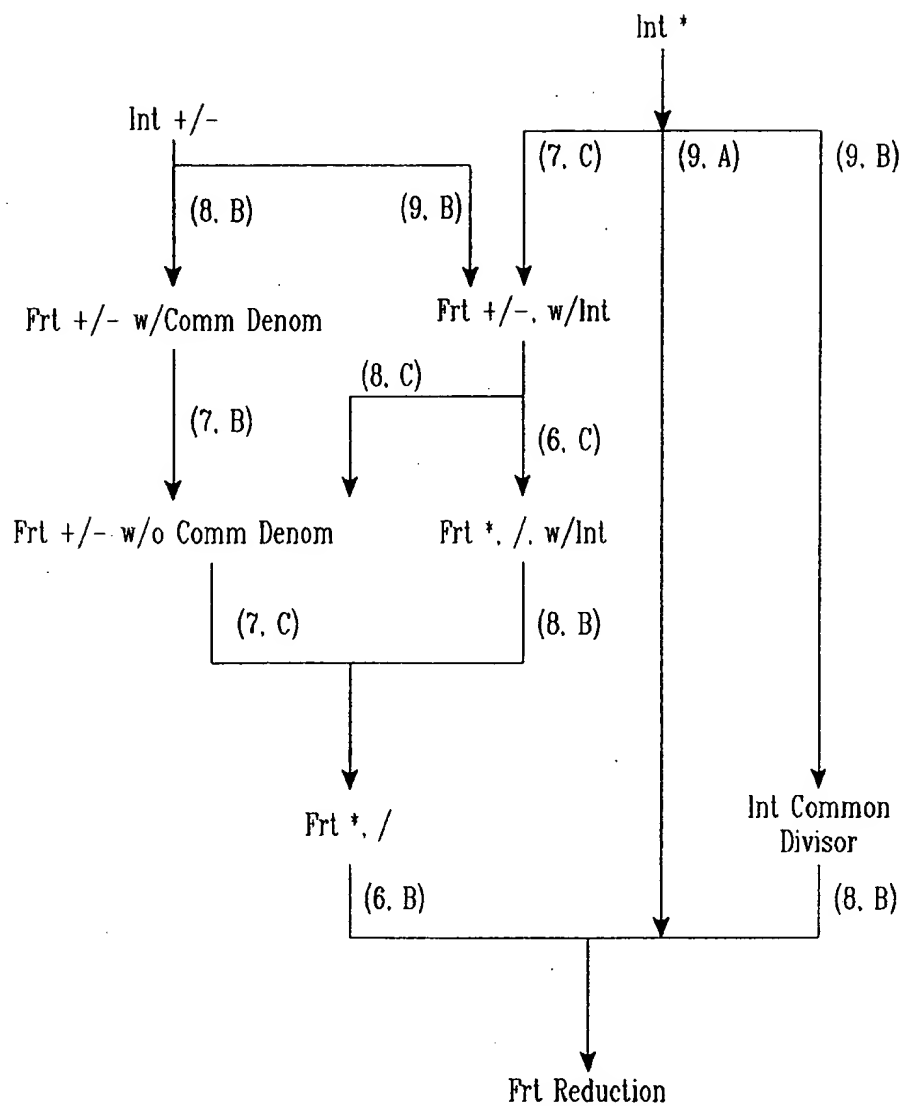 Int *
Int +/-
(7, C)
(9, A)
(9, B)
(8, B)
(9, B)
Frt +/- w/Comm Denom
Frt +/-, w/Int
(8, C)
(7, B)
(6, C)
Frt +/- w/o Comm Denom
Frt *, /, w/Int
(7, C)
(8, B)
Frt *, /
Int Common
Divisor
(6, B)
(8, B)
Frt Reduction